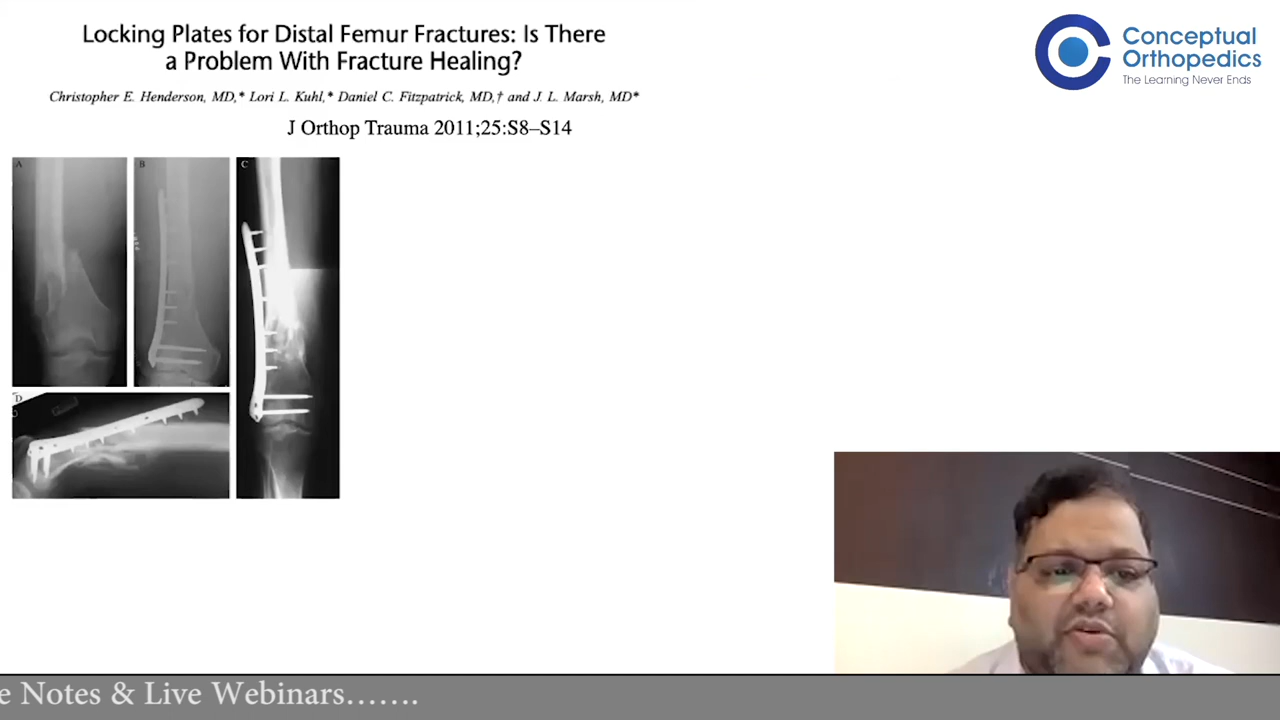 Locking Plates for Distal Femur Fractures: Is There
a Problem With Fracture Healing?
Christopher E. Henderson, MD,* Lori L. Kuhl,* Daniel C. Fitzpatrick, MD,† and J. L. Marsh, MD*
J Orthop Trauma 2011;25:S8–S14
Conceptual
Orthopedics
The Learning Never Ends
A
B
C
D
e Notes & Live Webinars.......